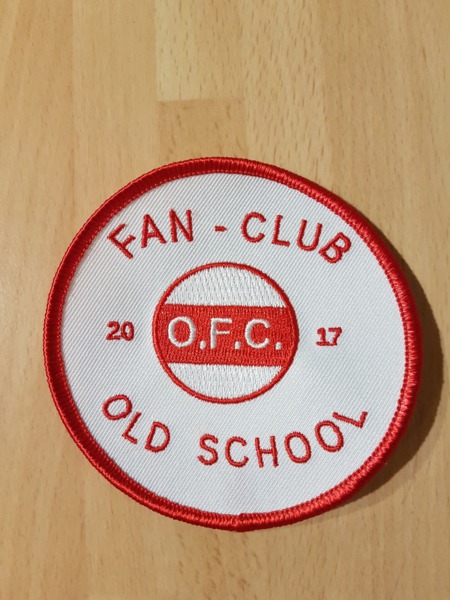 FAN - CLUB
20 O.F.C. 17
OLD SCHOOL